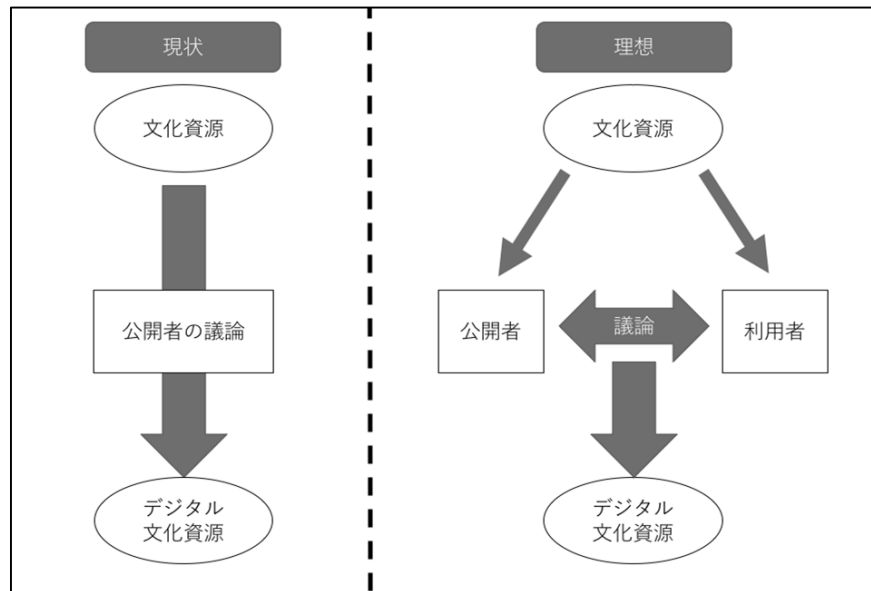 現状
文化資源
公開者の議論
デジタル
文化資源
理想
文化資源
公開者
議論
利用者
デジタル
文化資源